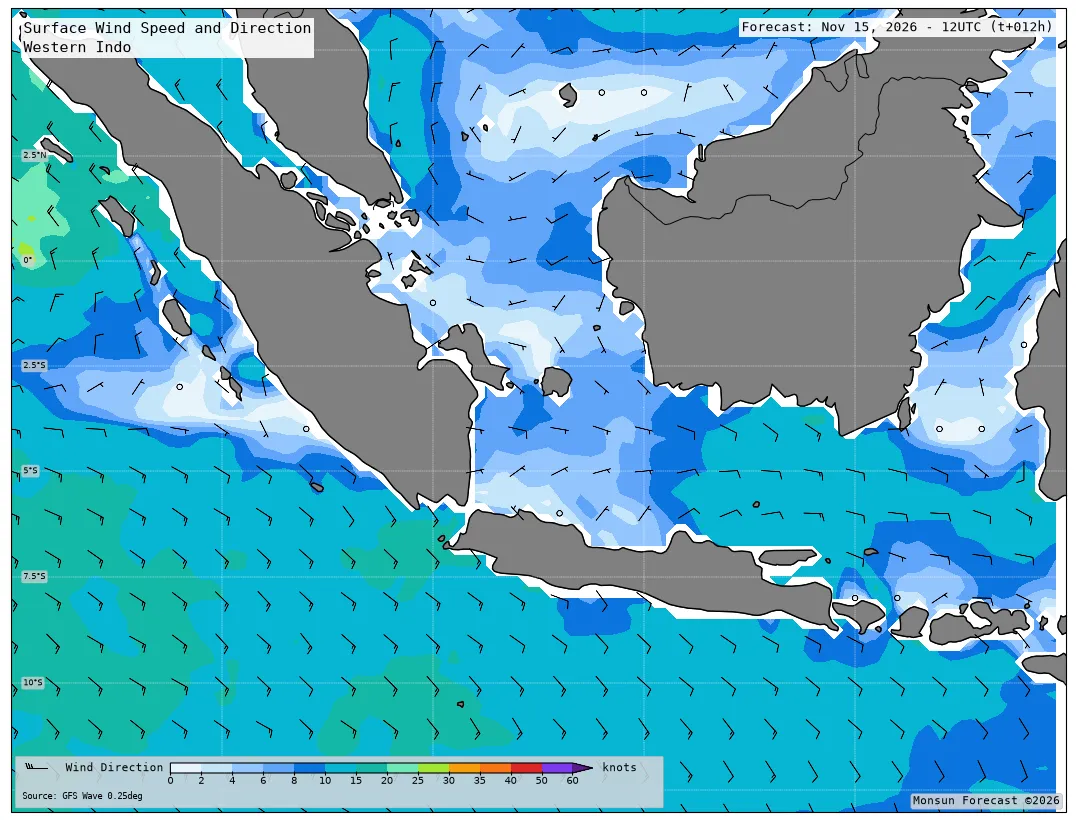 Surface Wind Speed and Direction
Western Indo
Forecast: Nov 15, 2026 - 12UTC (t+012h)
2.5°N
0°
2.5°S
5°S
7.5°S
10°S
Wind Direction
0 2 4 6 8 10 15 20 25 30 35 40 50 60
knots
Source: GFS Wave 0.25deg
Monsun Forecast ©2026